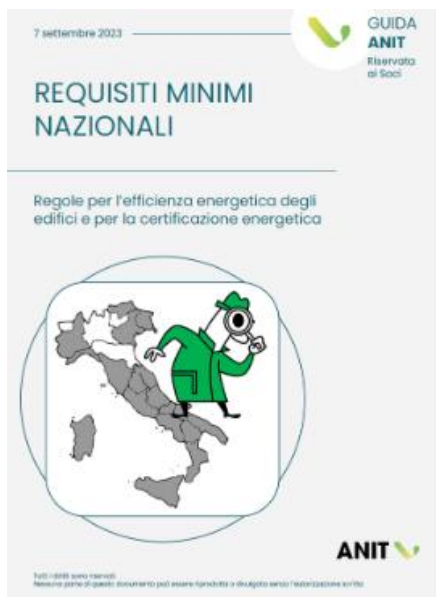 7 settembre 2023
GUIDA
ANIT
Riservata
ai Soci
REQUISITI MINIMI
NAZIONALI
Regole per l'efficienza energetica degli
edifici e per la certificazione energetica
ANIT
Tutti i diritti sono riservati
Nessuna parte di questo documento può essere riprodotta o divulgata senza l'autorizzazione scritta